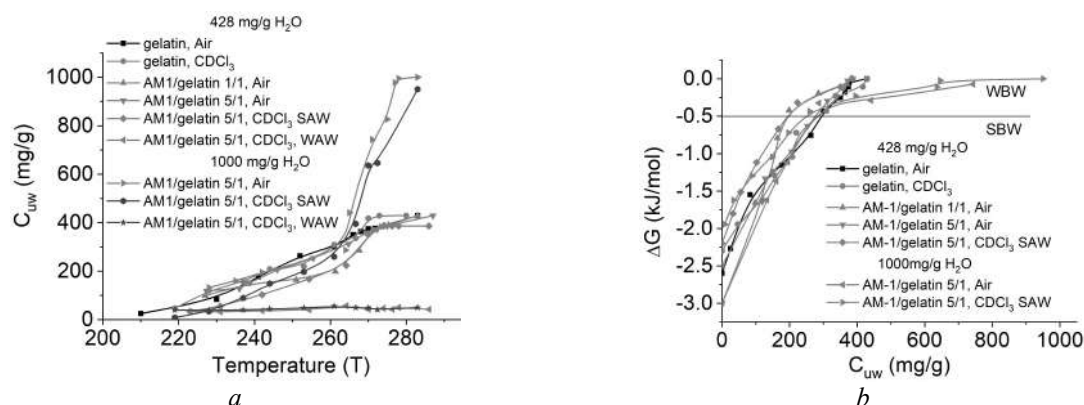 428 mg/g H₂O
gelatin, Air
gelatin, CDCl₃
AM1/gelatin 1/1, Air
AM1/gelatin 5/1, Air
AM1/gelatin 5/1, CDCl₃ SAW
AM1/gelatin 5/1, CDCl₃, WAW
1000 mg/g H₂O
AM1/gelatin 5/1, Air
AM1/gelatin 5/1, CDCl₃ SAW
AM1/gelatin 5/1, CDCl₃, WAW
C_uw (mg/g)
1000
800
600
400
200
0
200 220 240 260 280
Temperature (T)
a
ΔG (kJ/mol)
0.0
-0.5
-1.0
-1.5
-2.0
-2.5
-3.0
WBW
SBW
428 mg/g H₂O
gelatin, Air
gelatin, CDCl₃
AM-1/gelatin 1/1, Air
AM-1/gelatin 5/1, Air
AM-1/gelatin 5/1, CDCl₃ SAW
1000mg/g H₂O
AM-1/gelatin 5/1, Air
AM-1/gelatin 5/1, CDCl₃ SAW
0 200 400 600 800 1000
C_uw (mg/g)
b